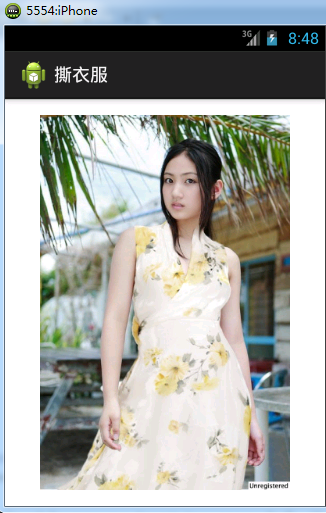 5554:iPhone
3G
8:48
撕衣服
Unregistered